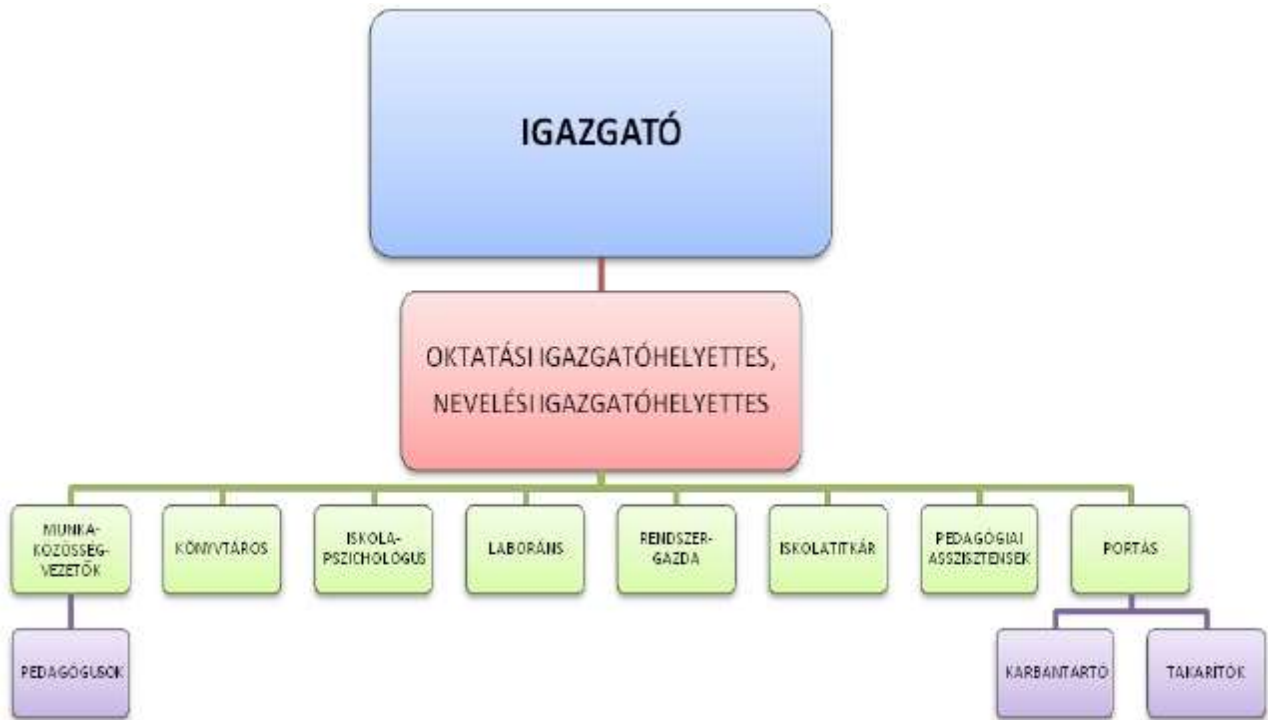 IGAZGATÓ
OKTATÁSI IGAZGATÓHELYETTES,
NEVELÉSI IGAZGATÓHELYETTES
MUNKA-
KÖZÖSSÉG-
VEZETŐK
KÖNYVTÁROS
ISKOLA-
PSZICHOLÓGUS
LABORÁNS
RENDSZER-
GAZDA
ISKOLATITKÁR
PEDAGÓGIAI
ASSZISZTENSEK
PORTÁS
PEDAGÓGUSOK
KARBANTARTÓ
TAKARÍTÓK